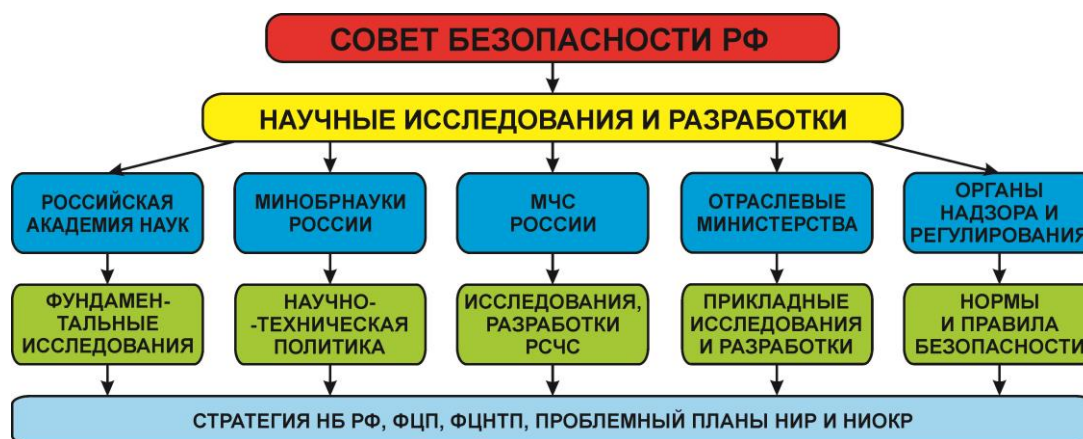 СОВЕТ БЕЗОПАСНОСТИ РФ
НАУЧНЫЕ ИССЛЕДОВАНИЯ И РАЗРАБОТКИ
РОССИЙСКАЯ
АКАДЕМИЯ НАУК
МИНОБРНАУКИ
РОССИИ
МЧС
РОССИИ
ОТРАСЛЕВЫЕ
МИНИСТЕРСТВА
ОРГАНЫ
НАДЗОРА И
РЕГУЛИРОВАНИЯ
ФУНДАМЕН-
ТАЛЬНЫЕ
ИССЛЕДОВАНИЯ
НАУЧНО-
-ТЕХНИЧЕСКАЯ
ПОЛИТИКА
ИССЛЕДОВАНИЯ,
РАЗРАБОТКИ
РСЧС
ПРИКЛАДНЫЕ
ИССЛЕДОВАНИЯ
И РАЗРАБОТКИ
НОРМЫ
И ПРАВИЛА
БЕЗОПАСНОСТИ
СТРАТЕГИЯ НБ РФ, ФЦП, ФЦНТП, ПРОБЛЕМНЫЙ ПЛАНЫ НИР И НИОКР